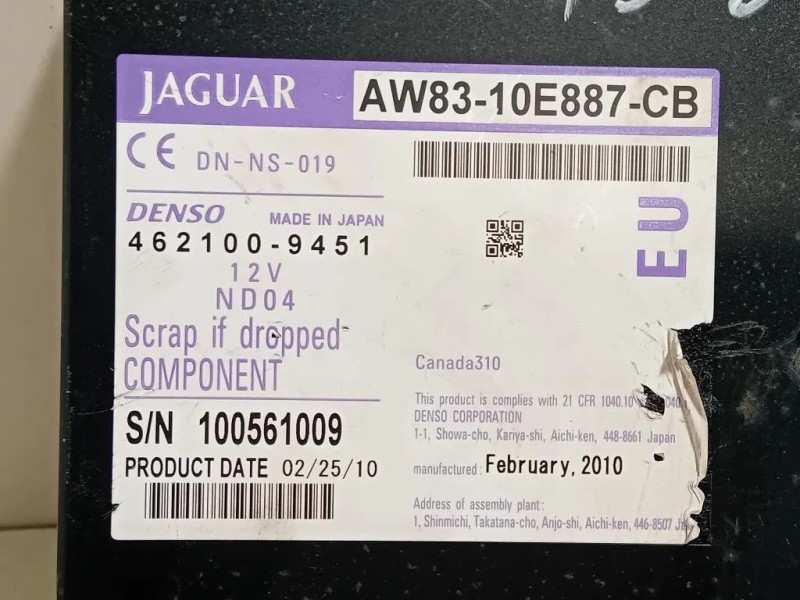 JAGUAR AW83-10E887-CB
CE DN-NS-019
DENSO MADE IN JAPAN
462100-9451
12V
ND04
EU
Scrap if dropped
COMPONENT
S/N 100561009
PRODUCT DATE 02/25/10
Canada310
This product is complies with 21 CFR 1040.10
DENSO CORPORATION
1-1, Showa-cho, Kariya-shi, Aichi-ken, 448-8661 Japan
manufactured: February, 2010
Address of assembly plant:
1, Shinmichi, Takatana-cho, Anjo-shi, Aichi-ken, 446-8507